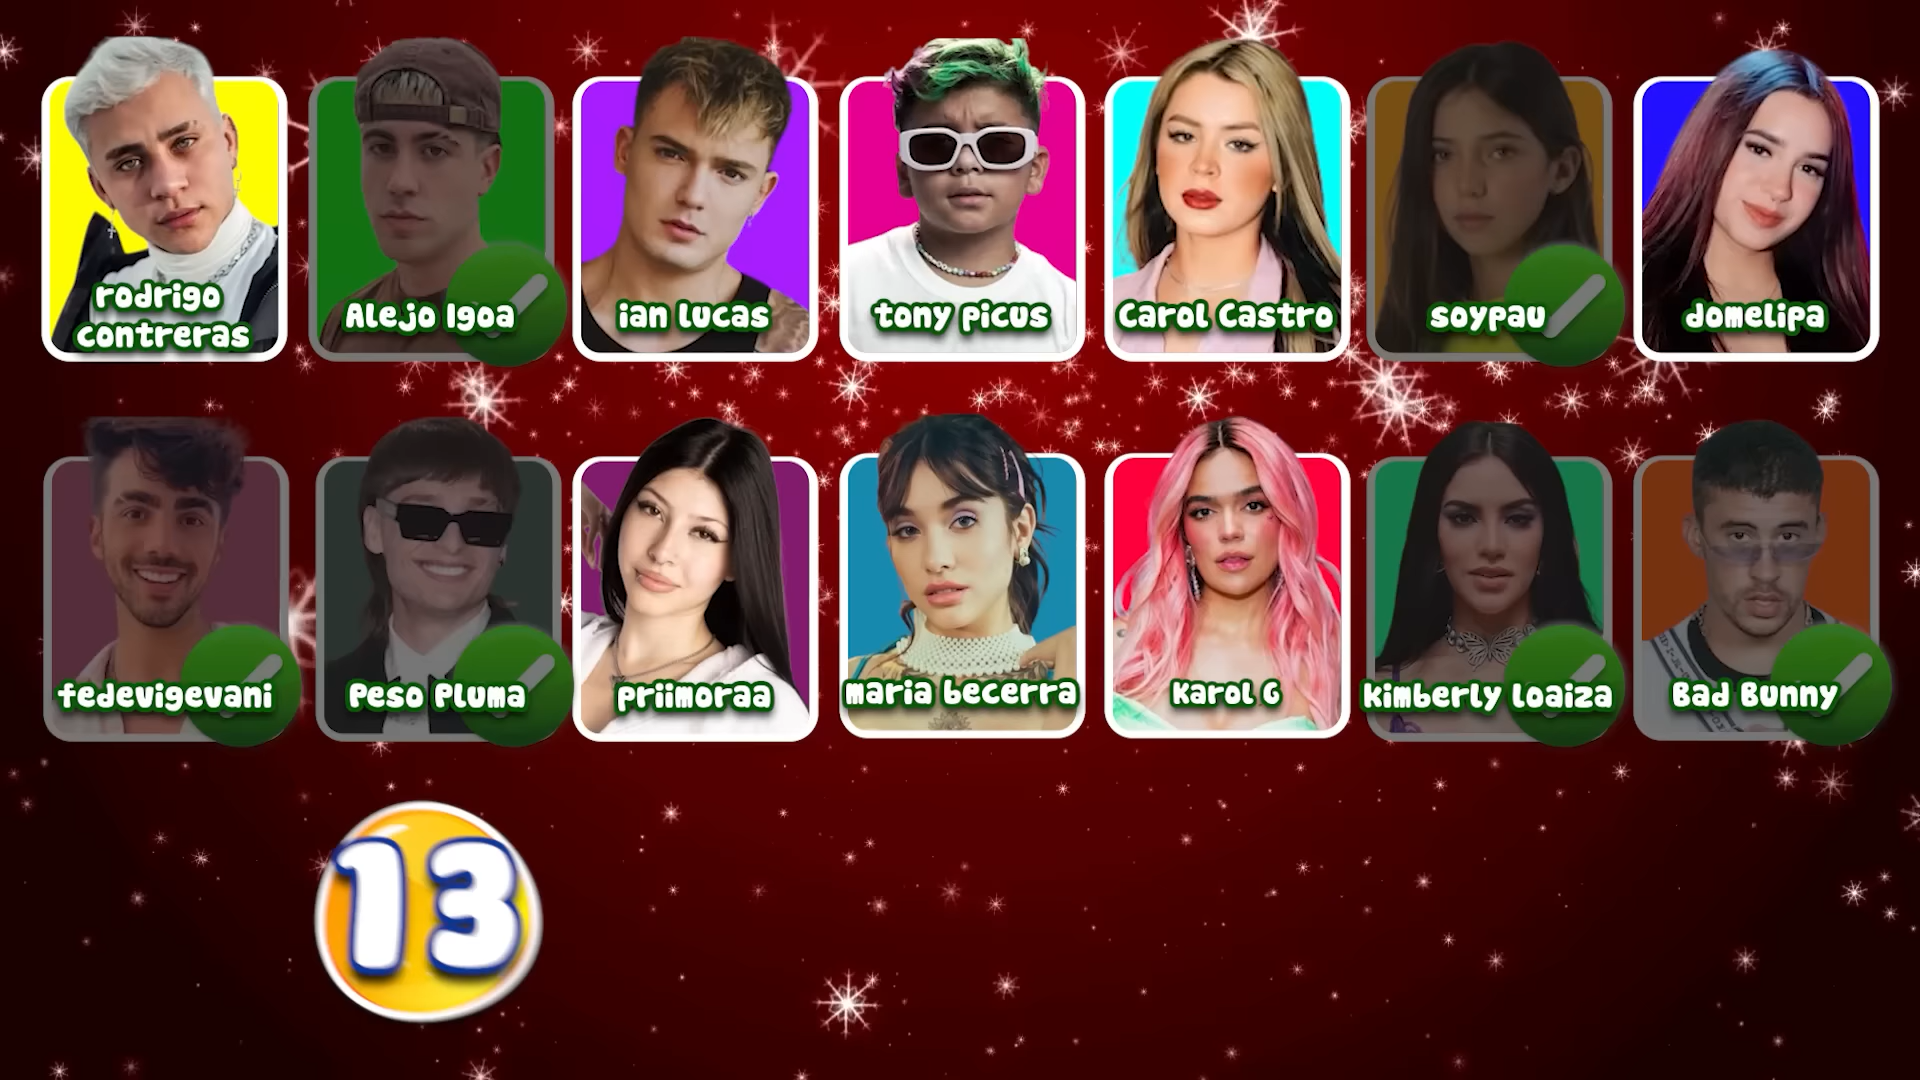 rodrigo
contreras
Alejo Igoa
ian lucas
tony picus
Carol Castro
soypau
domelipa
fedevigevani
Peso Pluma
priimoraa
maria becerra
Karol G
kimberly loaiza
Bad Bunny
13